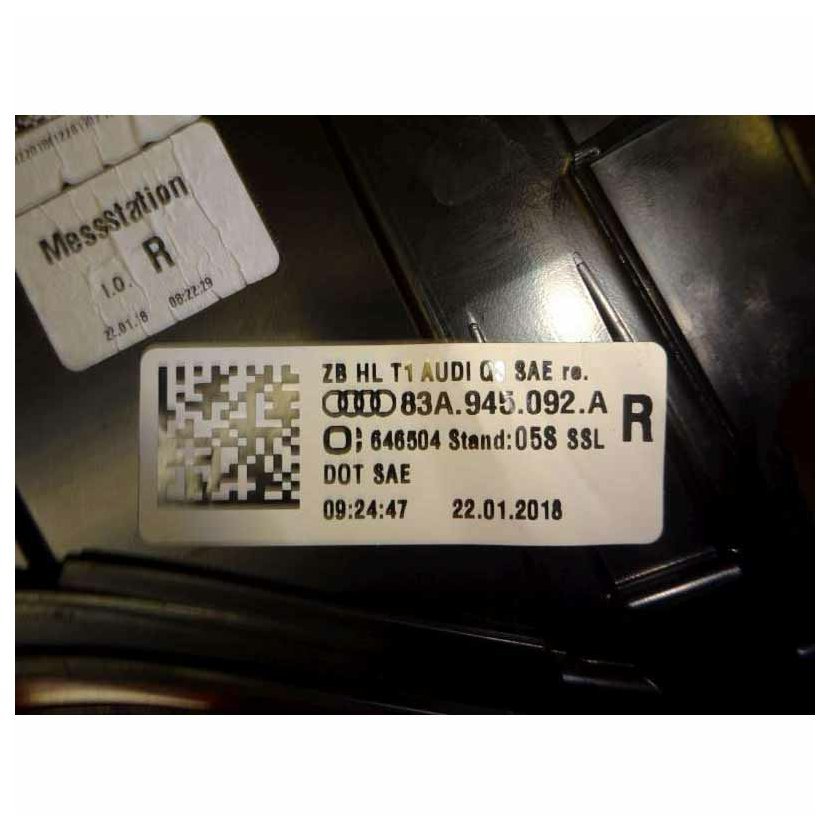 Messstation
I.O. R
22.01.18 08:22:29
ZB HL T1 AUDI Q3 SAE re.
83A.945.092.A
R
646504 Stand:05S SSL
DOT SAE
09:24:47 22.01.2018